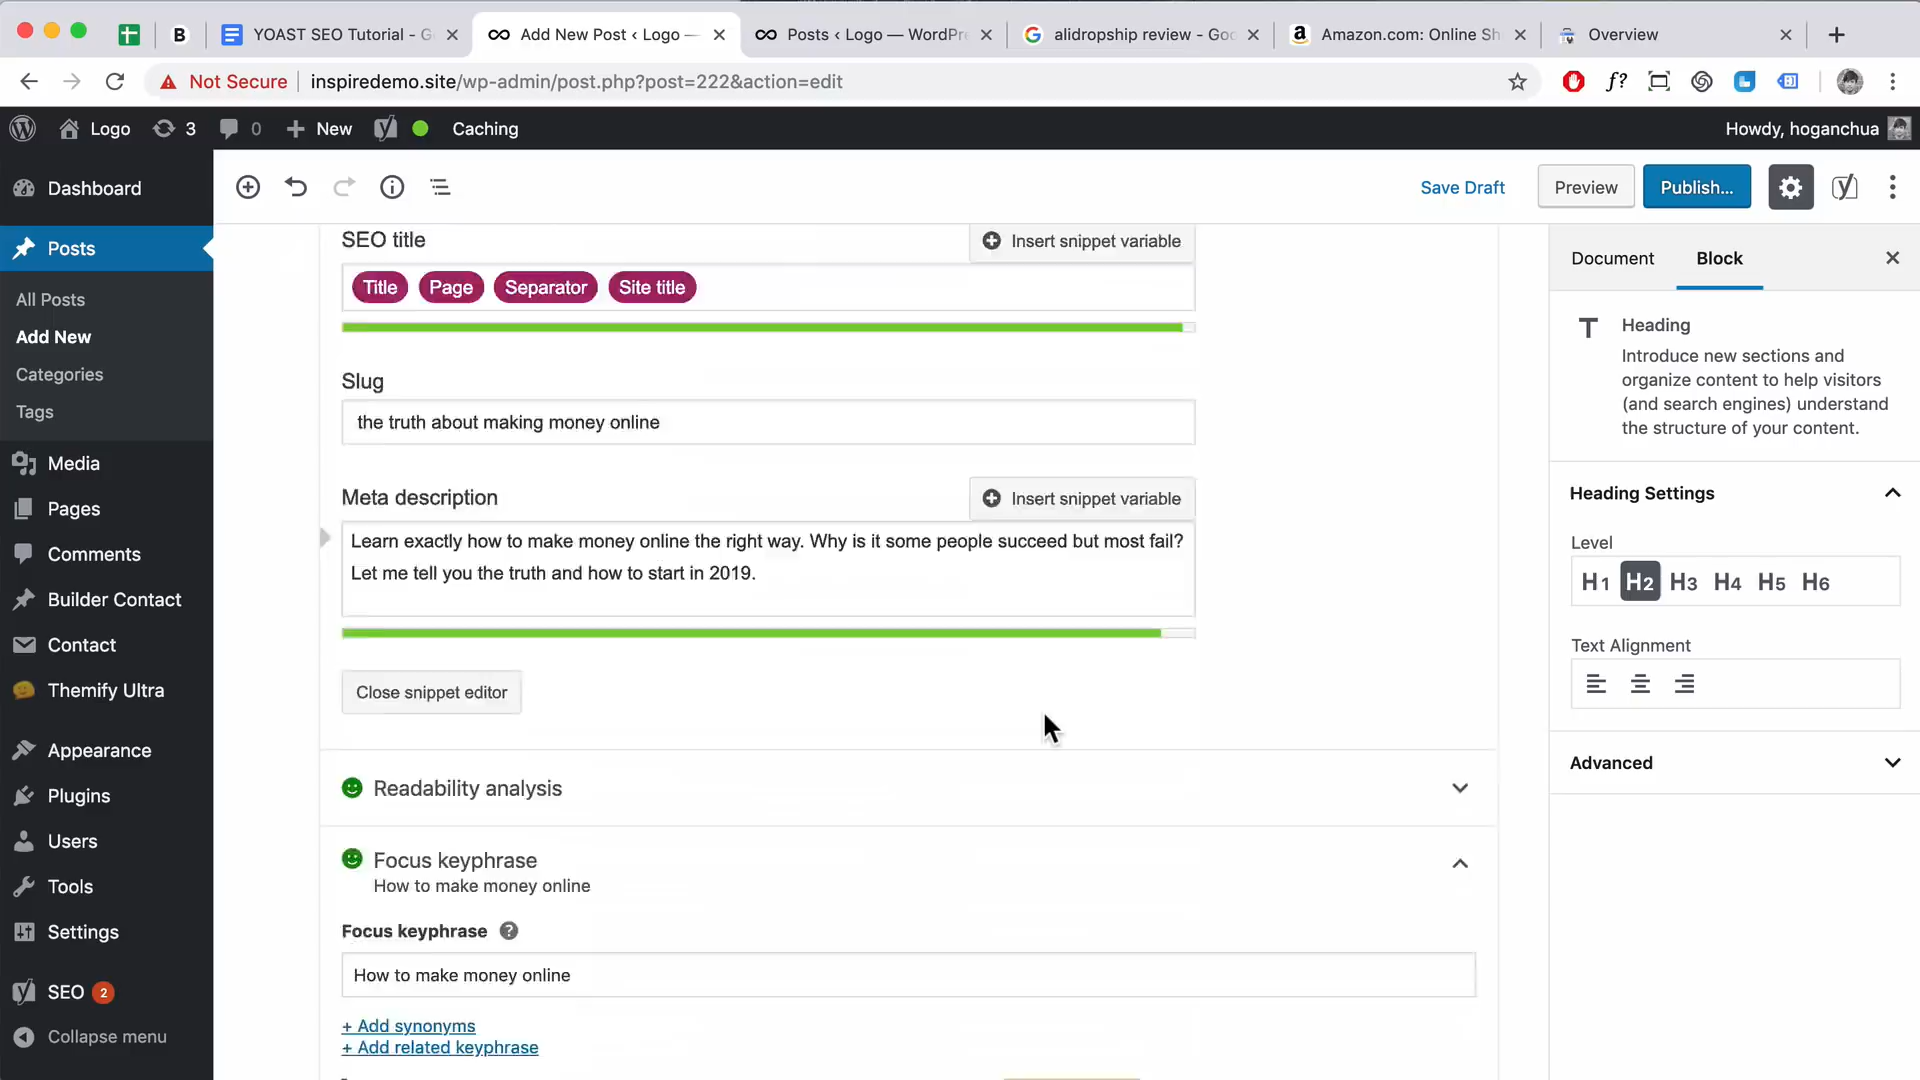 YOAST SEO Tutorial - G
Add New Post ‹ Logo —
Posts ‹ Logo — WordPre
alidropship review - Goo
Amazon.com: Online Sh
Overview
Not Secure
inspiredemo.site/wp-admin/post.php?post=222&action=edit
f?
Logo
3
0
New
Caching
Howdy, hoganchua
Dashboard
Posts
All Posts
Add New
Categories
Tags
Media
Pages
Comments
Builder Contact
Contact
Themify Ultra
Appearance
Plugins
Users
Tools
Settings
SEO 2
Collapse menu
Save Draft
Preview
Publish...
SEO title
Insert snippet variable
Title Page Separator Site title
Slug
the truth about making money online
Meta description
Insert snippet variable
Learn exactly how to make money online the right way. Why is it some people succeed but most fail?
Let me tell you the truth and how to start in 2019.
Close snippet editor
Readability analysis
Focus keyphrase
How to make money online
Focus keyphrase ?
How to make money online
+ Add synonyms
+ Add related keyphrase
Document
Block
T
Heading
Introduce new sections and
organize content to help visitors
(and search engines) understand
the structure of your content.
Heading Settings
Level
H1 H2 H3 H4 H5 H6
Text Alignment
Advanced